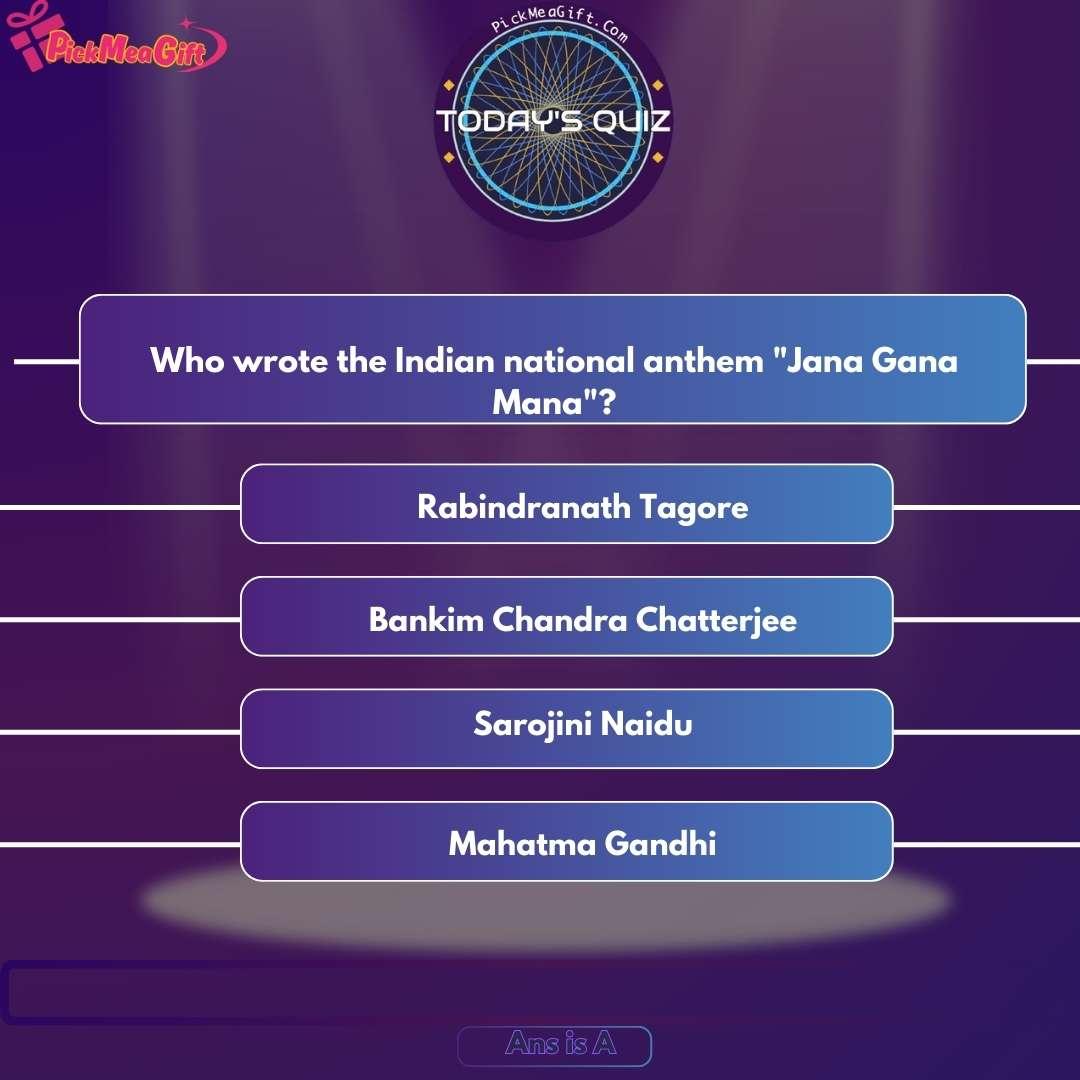 PickMeaGift
PickMeaGift.Com
TODAY'S QUIZ
Who wrote the Indian national anthem "Jana Gana
Mana"?
Rabindranath Tagore
Bankim Chandra Chatterjee
Sarojini Naidu
Mahatma Gandhi
Ans is A